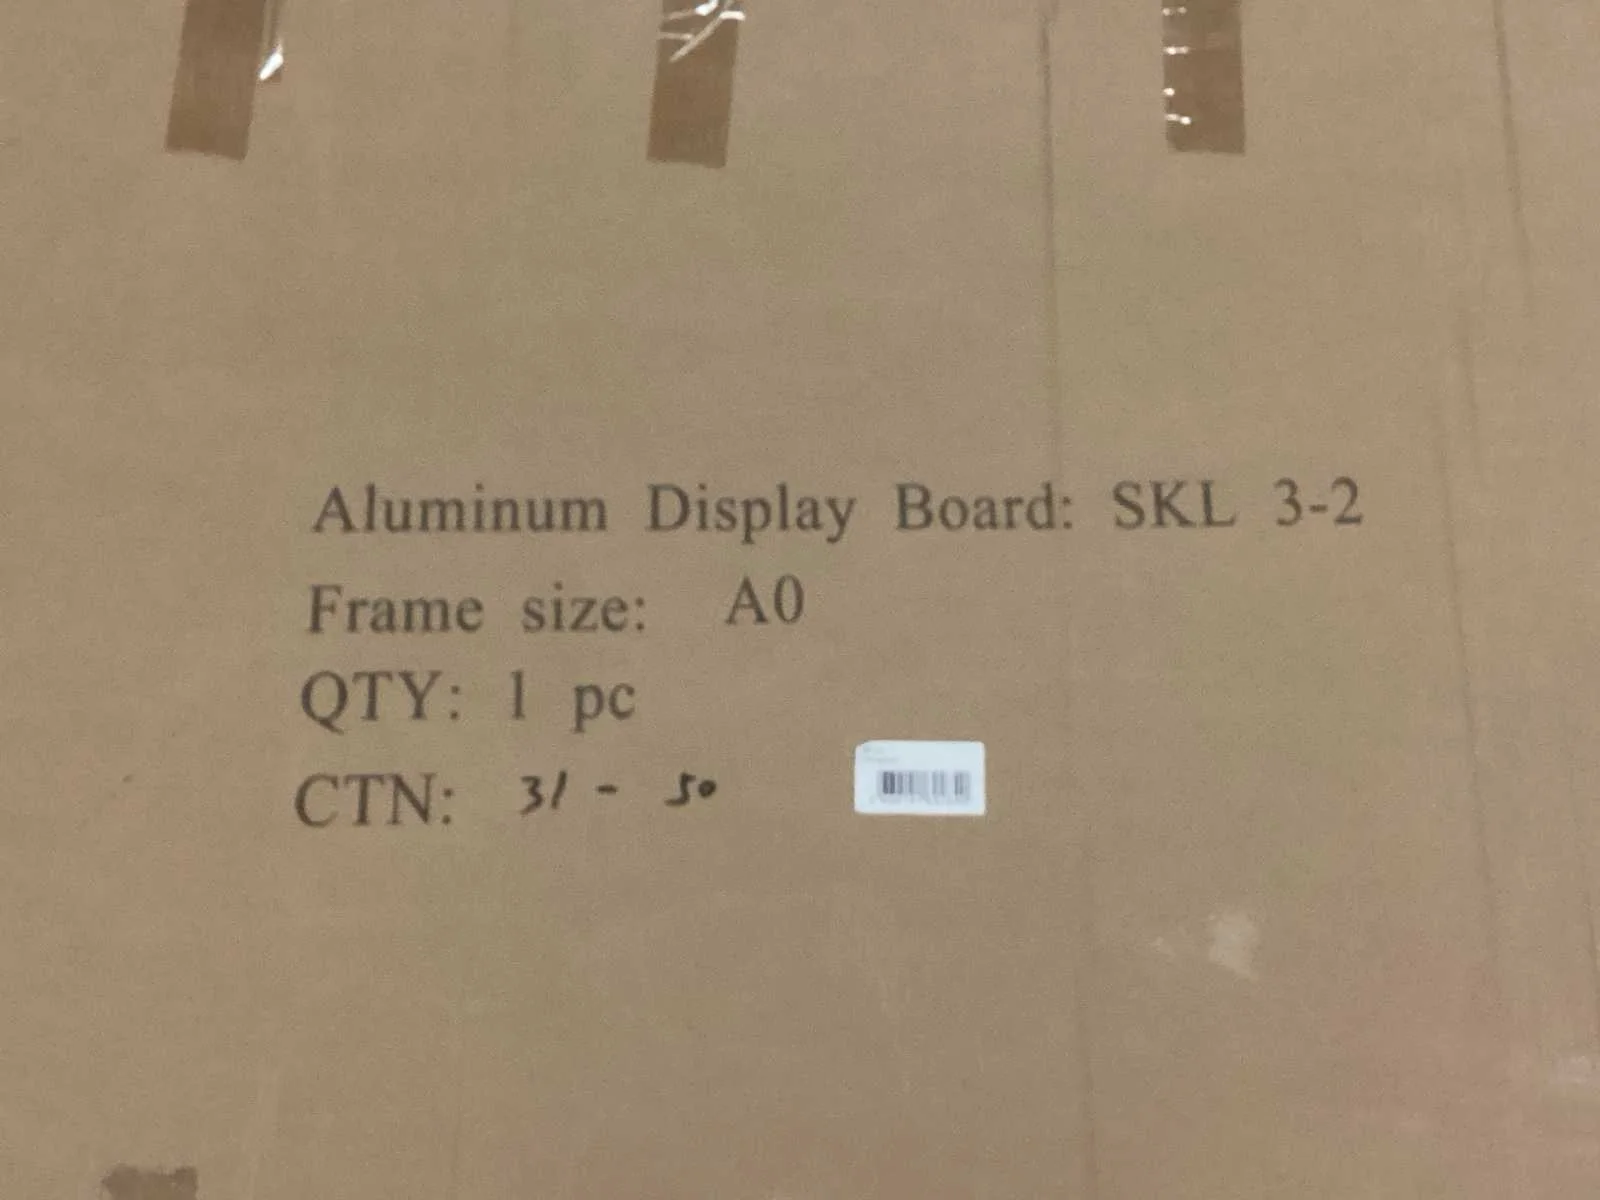 Aluminum Display Board: SKL 3-2
Frame size: A0
QTY: 1 pc
CTN: 31 - 50